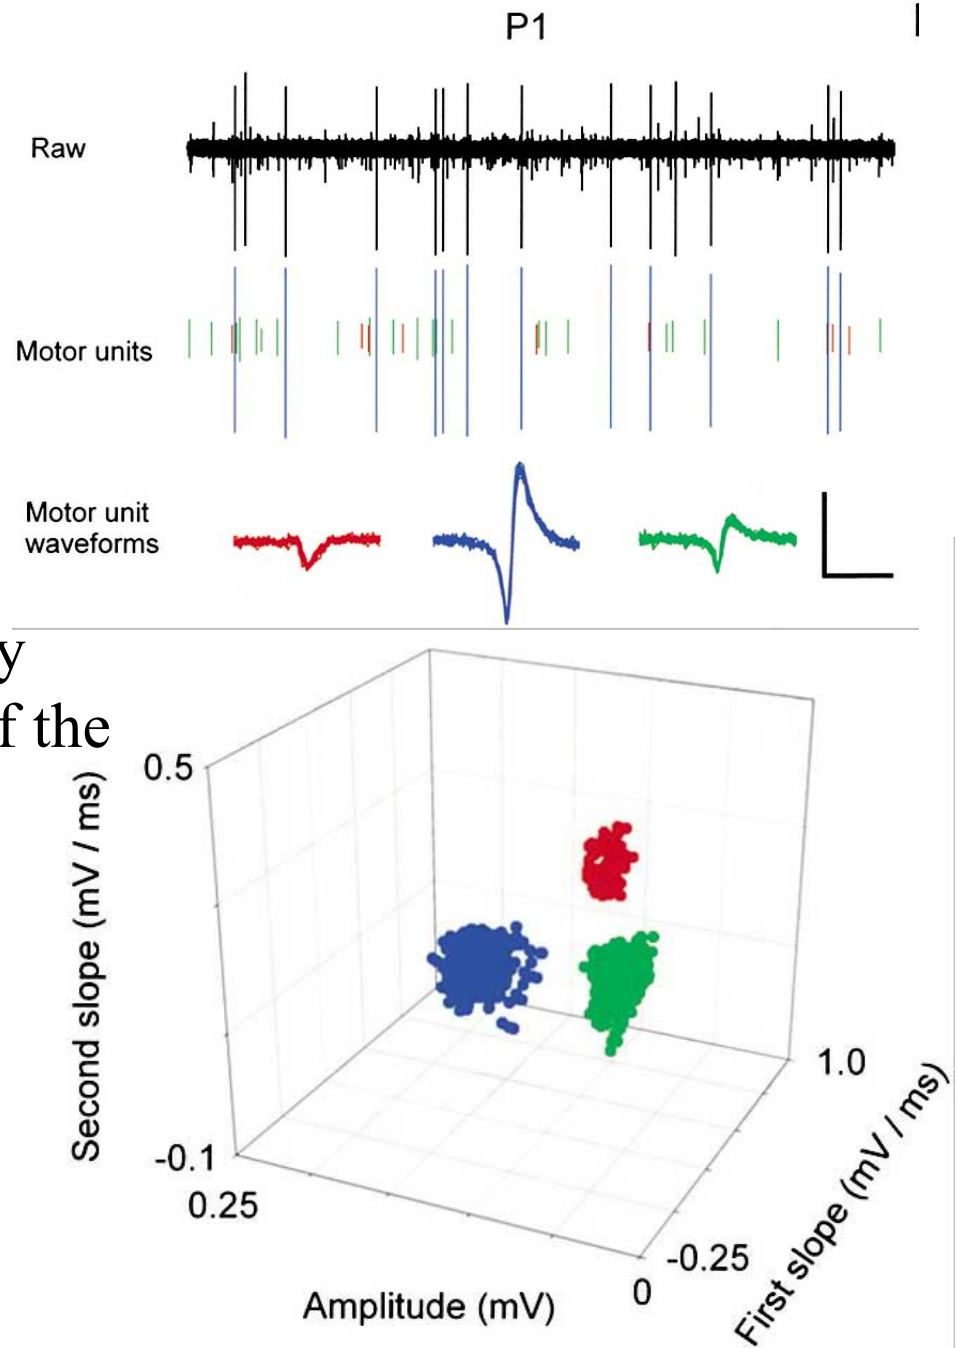 P1
Raw
Motor units
Motor unit
waveforms
y
f the
0.5
Second slope (mV / ms)
-0.1
0.25
Amplitude (mV)
0
-0.25
First slope (mV / ms)
1.0